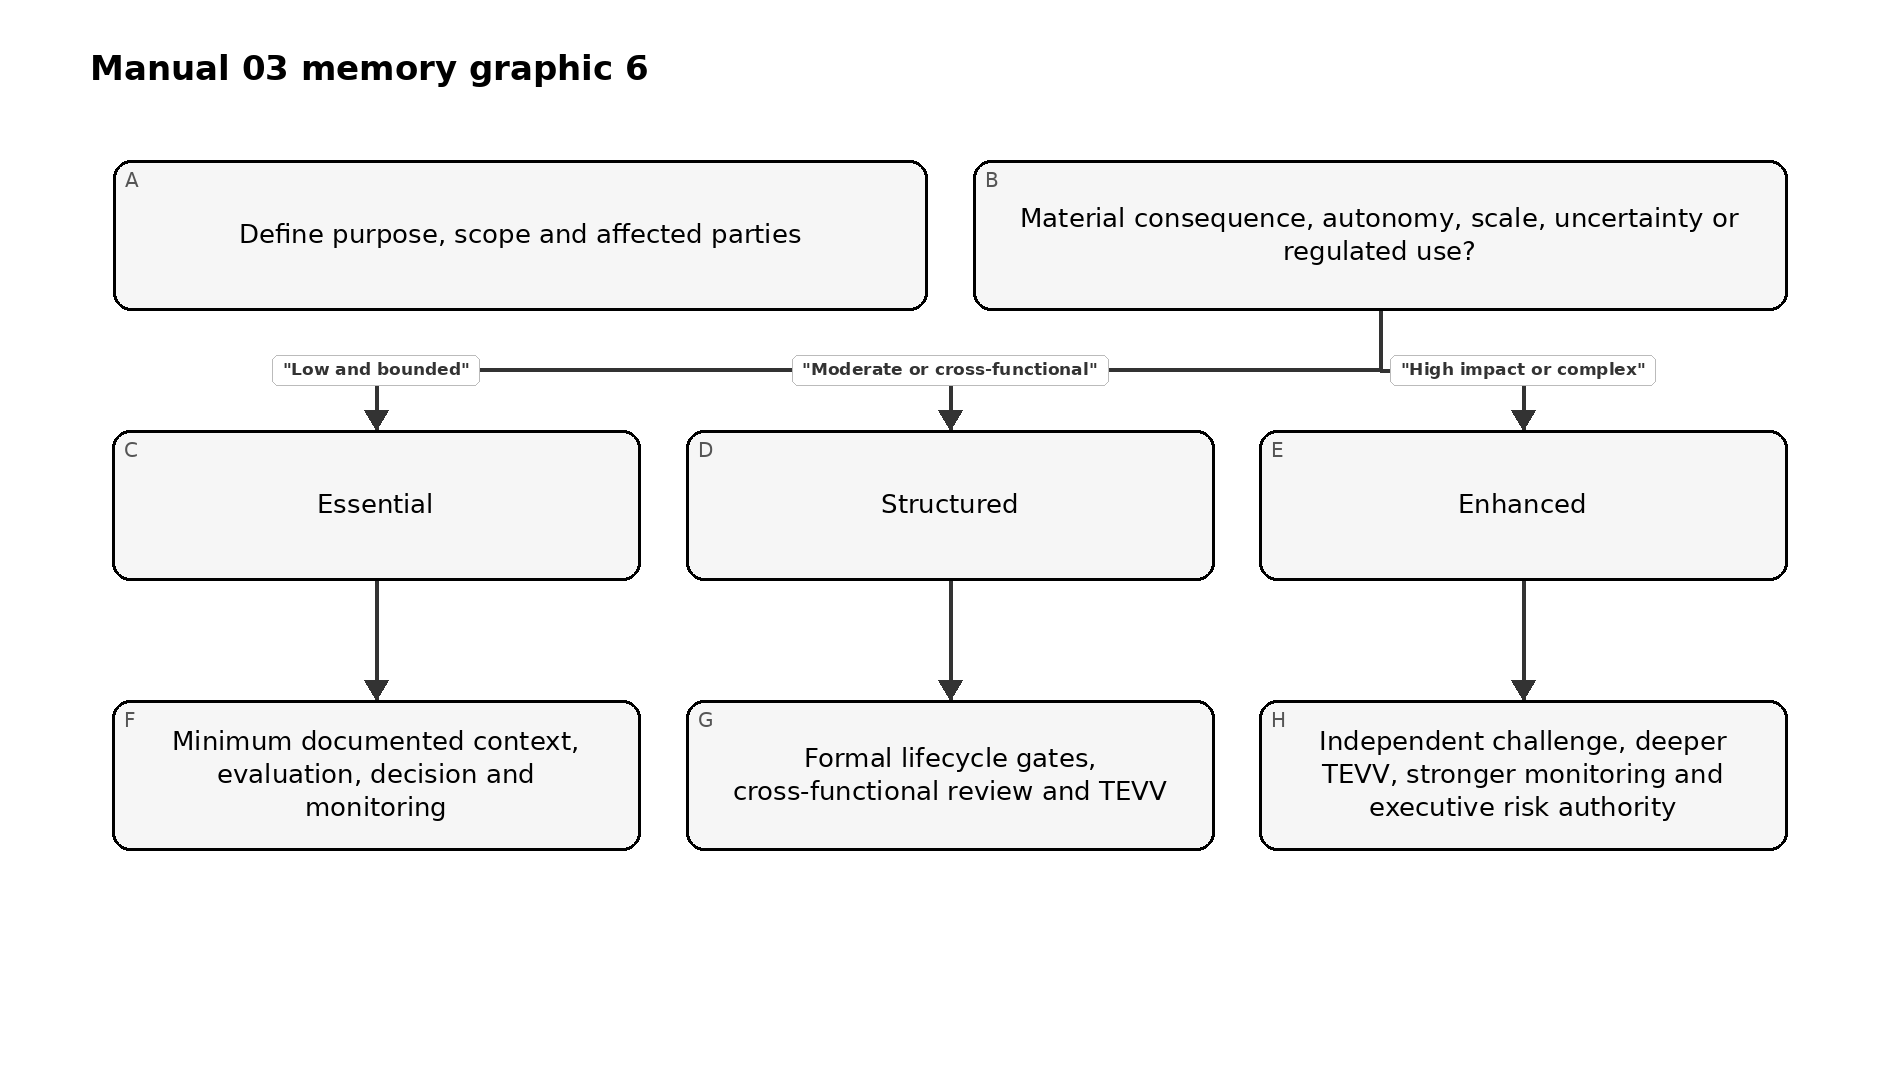 Manual 03 memory graphic 6
A
Define purpose, scope and affected parties
B
Material consequence, autonomy, scale, uncertainty or
regulated use?
"Low and bounded"
"Moderate or cross-functional"
"High impact or complex"
C
Essential
D
Structured
E
Enhanced
F
Minimum documented context,
evaluation, decision and
monitoring
G
Formal lifecycle gates,
cross-functional review and TEVV
H
Independent challenge, deeper
TEVV, stronger monitoring and
executive risk authority